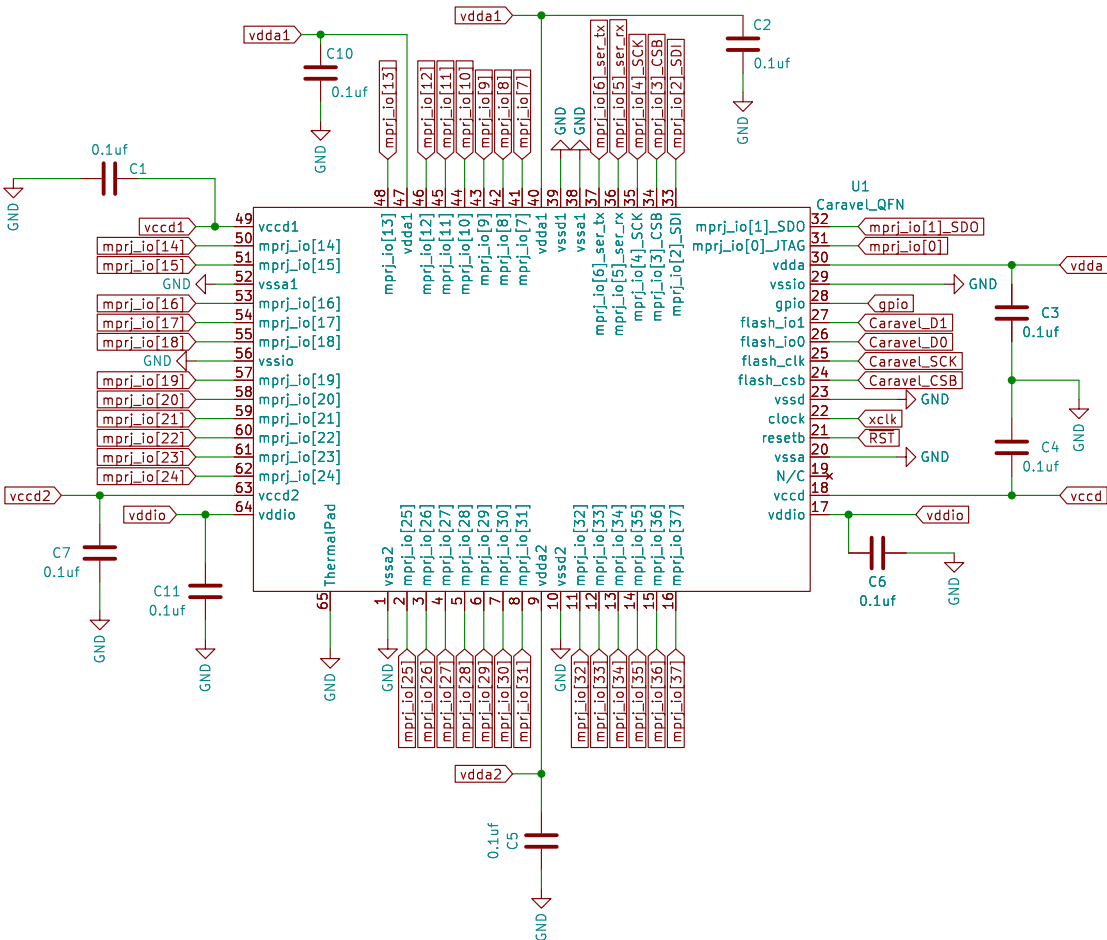 vdda1
C10
0.1uf
GND
vdda1
C2
0.1uf
GND
mprj_io[13]
mprj_io[12]
mprj_io[11]
mprj_io[10]
mprj_io[9]
mprj_io[8]
mprj_io[7]
GND
GND
mprj_io[6]_ser_tx
mprj_io[5]_ser_rx
mprj_io[4]_SCK
mprj_io[3]_CSB
mprj_io[2]_SDI
48
47
46
45
44
43
42
41
40
39
38
37
36
35
34
33
mprj_io[13]
vdda1
mprj_io[12]
mprj_io[11]
mprj_io[10]
mprj_io[9]
mprj_io[8]
mprj_io[7]
vdda1
vssd1
vssa1
mprj_io[6]_ser_tx
mprj_io[5]_ser_rx
mprj_io[4]_SCK
mprj_io[3]_CSB
mprj_io[2]_SDI
U1
Caravel_QFN
0.1uf
C1
GND
vccd1 49 vccd1
mprj_io[14] 50 mprj_io[14]
mprj_io[15] 51 mprj_io[15]
GND 52 vssa1
mprj_io[16] 53 mprj_io[16]
mprj_io[17] 54 mprj_io[17]
mprj_io[18] 55 mprj_io[18]
GND 56 vssio
mprj_io[19] 57 mprj_io[19]
mprj_io[20] 58 mprj_io[20]
mprj_io[21] 59 mprj_io[21]
mprj_io[22] 60 mprj_io[22]
mprj_io[23] 61 mprj_io[23]
mprj_io[24] 62 mprj_io[24]
vccd2 63 vccd2
vddio 64 vddio
C7
0.1uf
GND
C11
0.1uf
GND
mprj_io[1]_SDO 32 mprj_io[1]_SDO
mprj_io[0]_JTAG 31 mprj_io[0]
vdda 30 vdda
vssio 29 GND
gpio 28 gpio
flash_io1 27 Caravel_D1
flash_io0 26 Caravel_D0
flash_clk 25 Caravel_SCK
flash_csb 24 Caravel_CSB
vssd 23 GND
clock 22 xclk
resetb 21 RST
vssa 20 GND
N/C 19
vccd 18 vccd
vddio 17 vddio
C3
0.1uf
GND
C4
0.1uf
C6
0.1uf
GND
ThermalPad
vssa2
mprj_io[25]
mprj_io[26]
mprj_io[27]
mprj_io[28]
mprj_io[29]
mprj_io[30]
mprj_io[31]
vdda2
vssd2
mprj_io[32]
mprj_io[33]
mprj_io[34]
mprj_io[35]
mprj_io[36]
mprj_io[37]
65
1
2
3
4
5
6
7
8
9
10
11
12
13
14
15
16
GND
GND
mprj_io[25]
mprj_io[26]
mprj_io[27]
mprj_io[28]
mprj_io[29]
mprj_io[30]
mprj_io[31]
GND
mprj_io[32]
mprj_io[33]
mprj_io[34]
mprj_io[35]
mprj_io[36]
mprj_io[37]
vdda2
0.1uf
C5
GND